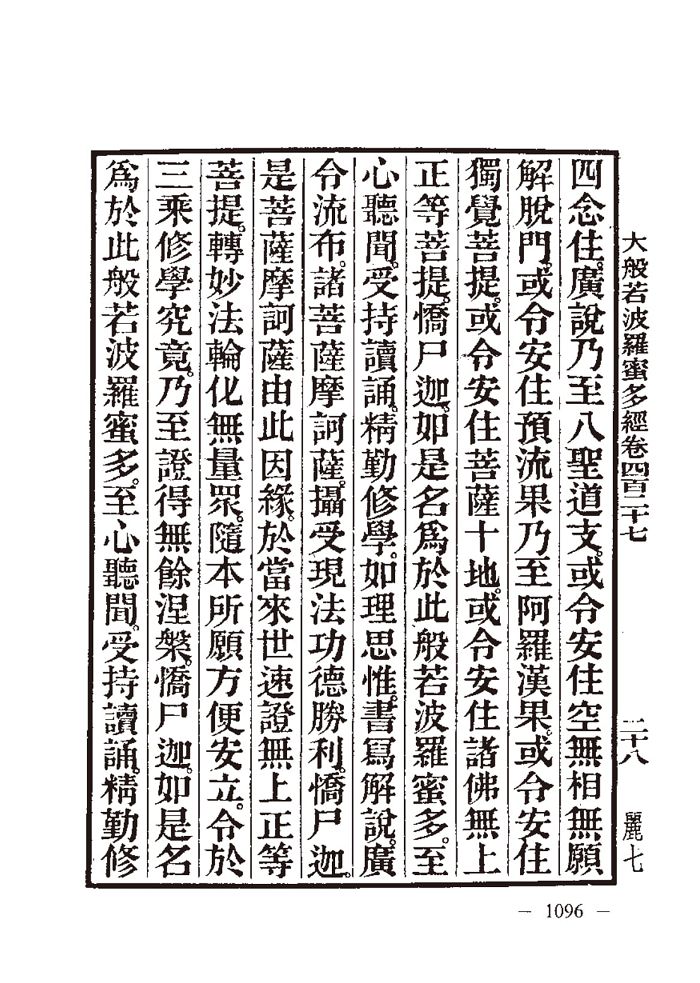 大般若波羅蜜多經卷四百二十七　二十八　麗七
四念住。廣說乃至八聖道支。或令安住空無相無願
解脫門。或令安住預流果乃至阿羅漢果。或令安住
獨覺菩提。或令安住菩薩十地。或令安住諸佛無上
正等菩提。憍尸迦。如是名爲於此般若波羅蜜多。至
心聽聞。受持讀誦。精勤修學。如理思惟。書寫解說。廣
令流布。諸菩薩摩訶薩。攝受現法功德勝利。憍尸迦。
是菩薩摩訶薩由此因緣。於當來世速證無上正等
菩提。轉妙法輪化無量眾。隨本所願方便安立。令於
三乘修學究竟。乃至證得無餘涅槃。憍尸迦。如是名
爲於此般若波羅蜜多。至心聽聞。受持讀誦。精勤修
— 1096 —